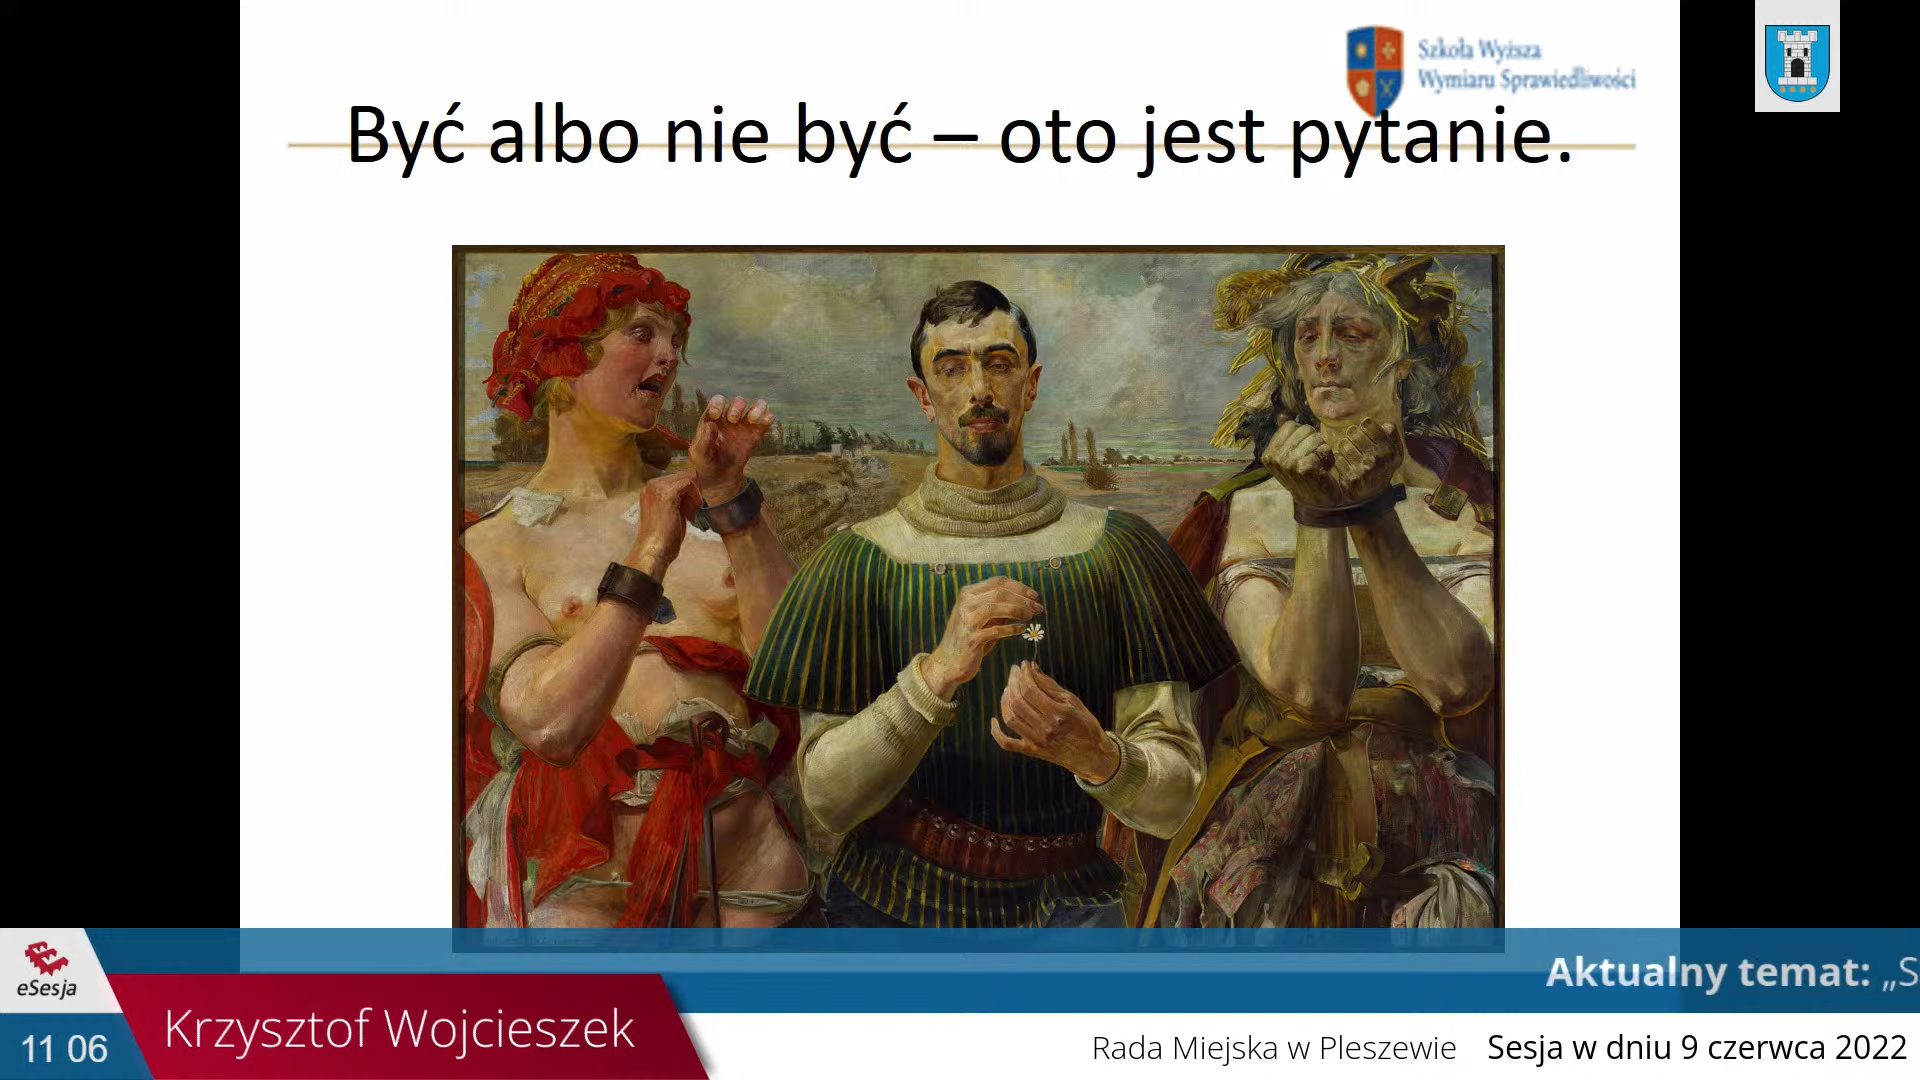 Szkoła Wyższa
Wymiaru Sprawiedliwości
Być albo nie być – oto jest pytanie.
Aktualny temat: „S
eSesja
Krzysztof Wojcieszek
11 06
Rada Miejska w Pleszewie Sesja w dniu 9 czerwca 2022